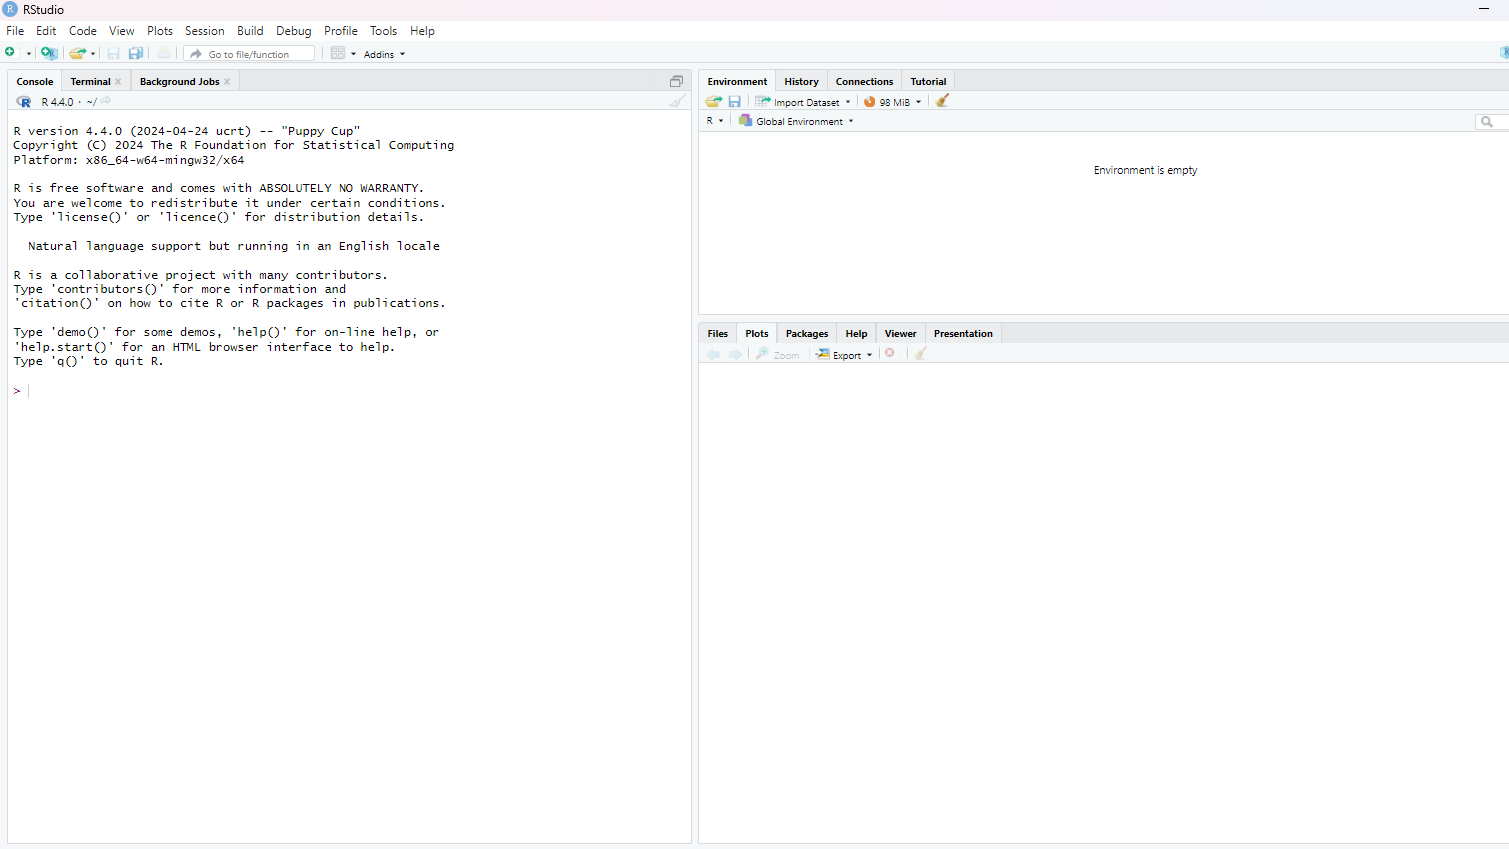 RStudio
File Edit Code View Plots Session Build Debug Profile Tools Help
Go to file/function Addins
Console Terminal Background Jobs
R 4.4.0 · ~/
R version 4.4.0 (2024-04-24 ucrt) -- "Puppy Cup"
Copyright (C) 2024 The R Foundation for Statistical Computing
Platform: x86_64-w64-mingw32/x64
R is free software and comes with ABSOLUTELY NO WARRANTY.
You are welcome to redistribute it under certain conditions.
Type 'license()' or 'licence()' for distribution details.
Natural language support but running in an English locale
R is a collaborative project with many contributors.
Type 'contributors()' for more information and
'citation()' on how to cite R or R packages in publications.
Type 'demo()' for some demos, 'help()' for on-line help, or
'help.start()' for an HTML browser interface to help.
Type 'q()' to quit R.
>
Environment History Connections Tutorial
Import Dataset 98 MiB
R Global Environment
Environment is empty
Files Plots Packages Help Viewer Presentation
Zoom Export